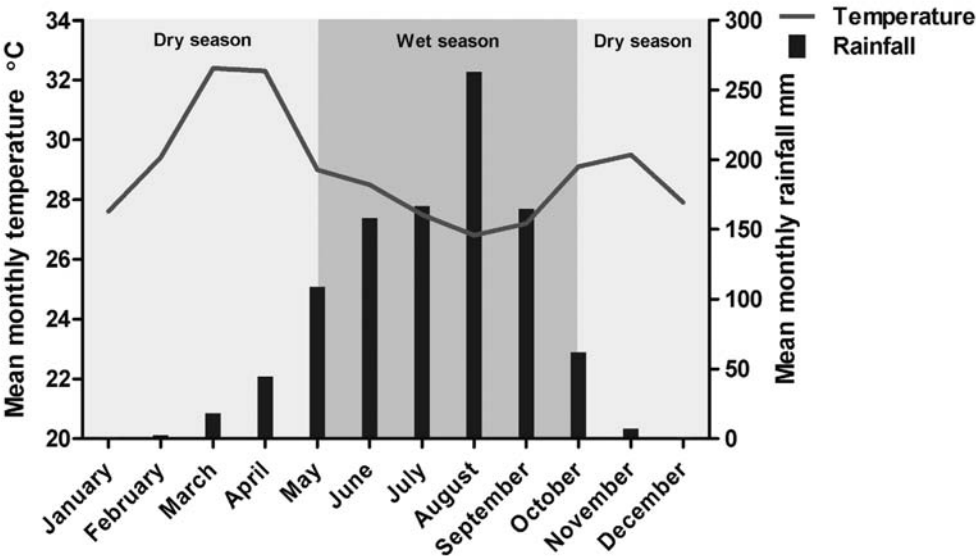 Temperature
Rainfall
Dry season
Wet season
Dry season
Mean monthly temperature °C
34
32
30
28
26
24
22
20
Mean monthly rainfall mm
300
250
200
150
100
50
0
January
February
March
April
May
June
July
August
September
October
November
December